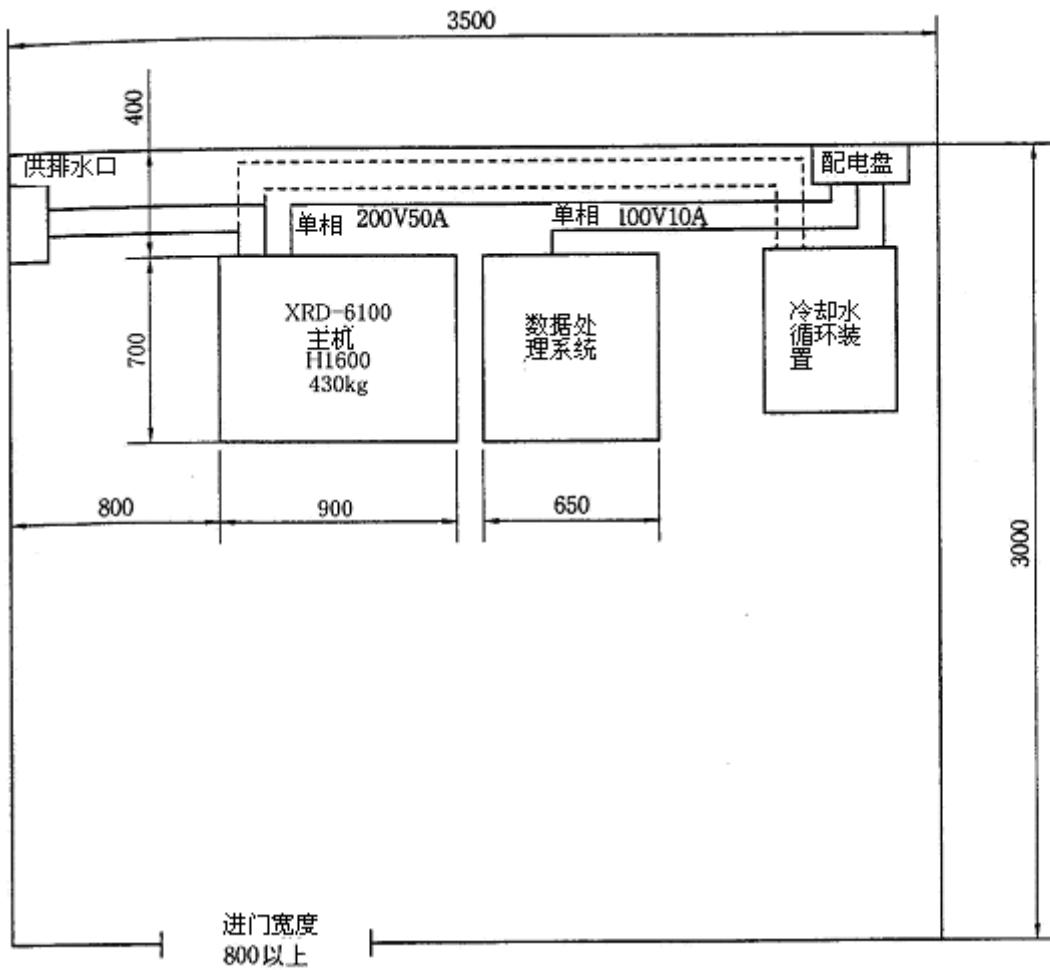 3500
400
供排水口
配电盘
单相 200V50A
单相 100V10A
XRD-6100
主机
H1600
430kg
数据处
理系统
冷却水
循环装
置
700
800
900
650
3000
进门宽度
800以上